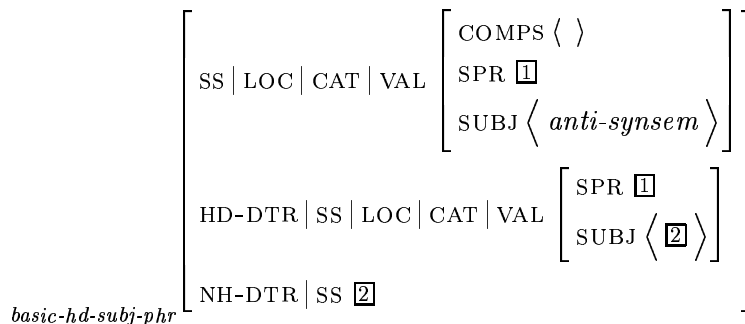 COMPS ⟨ ⟩
SS | LOC | CAT | VAL SPR 1
SUBJ ⟨ anti-synsem ⟩
HD-DTR | SS | LOC | CAT | VAL SPR 1
SUBJ ⟨ 2 ⟩
NH-DTR | SS 2
basic-hd-subj-phr